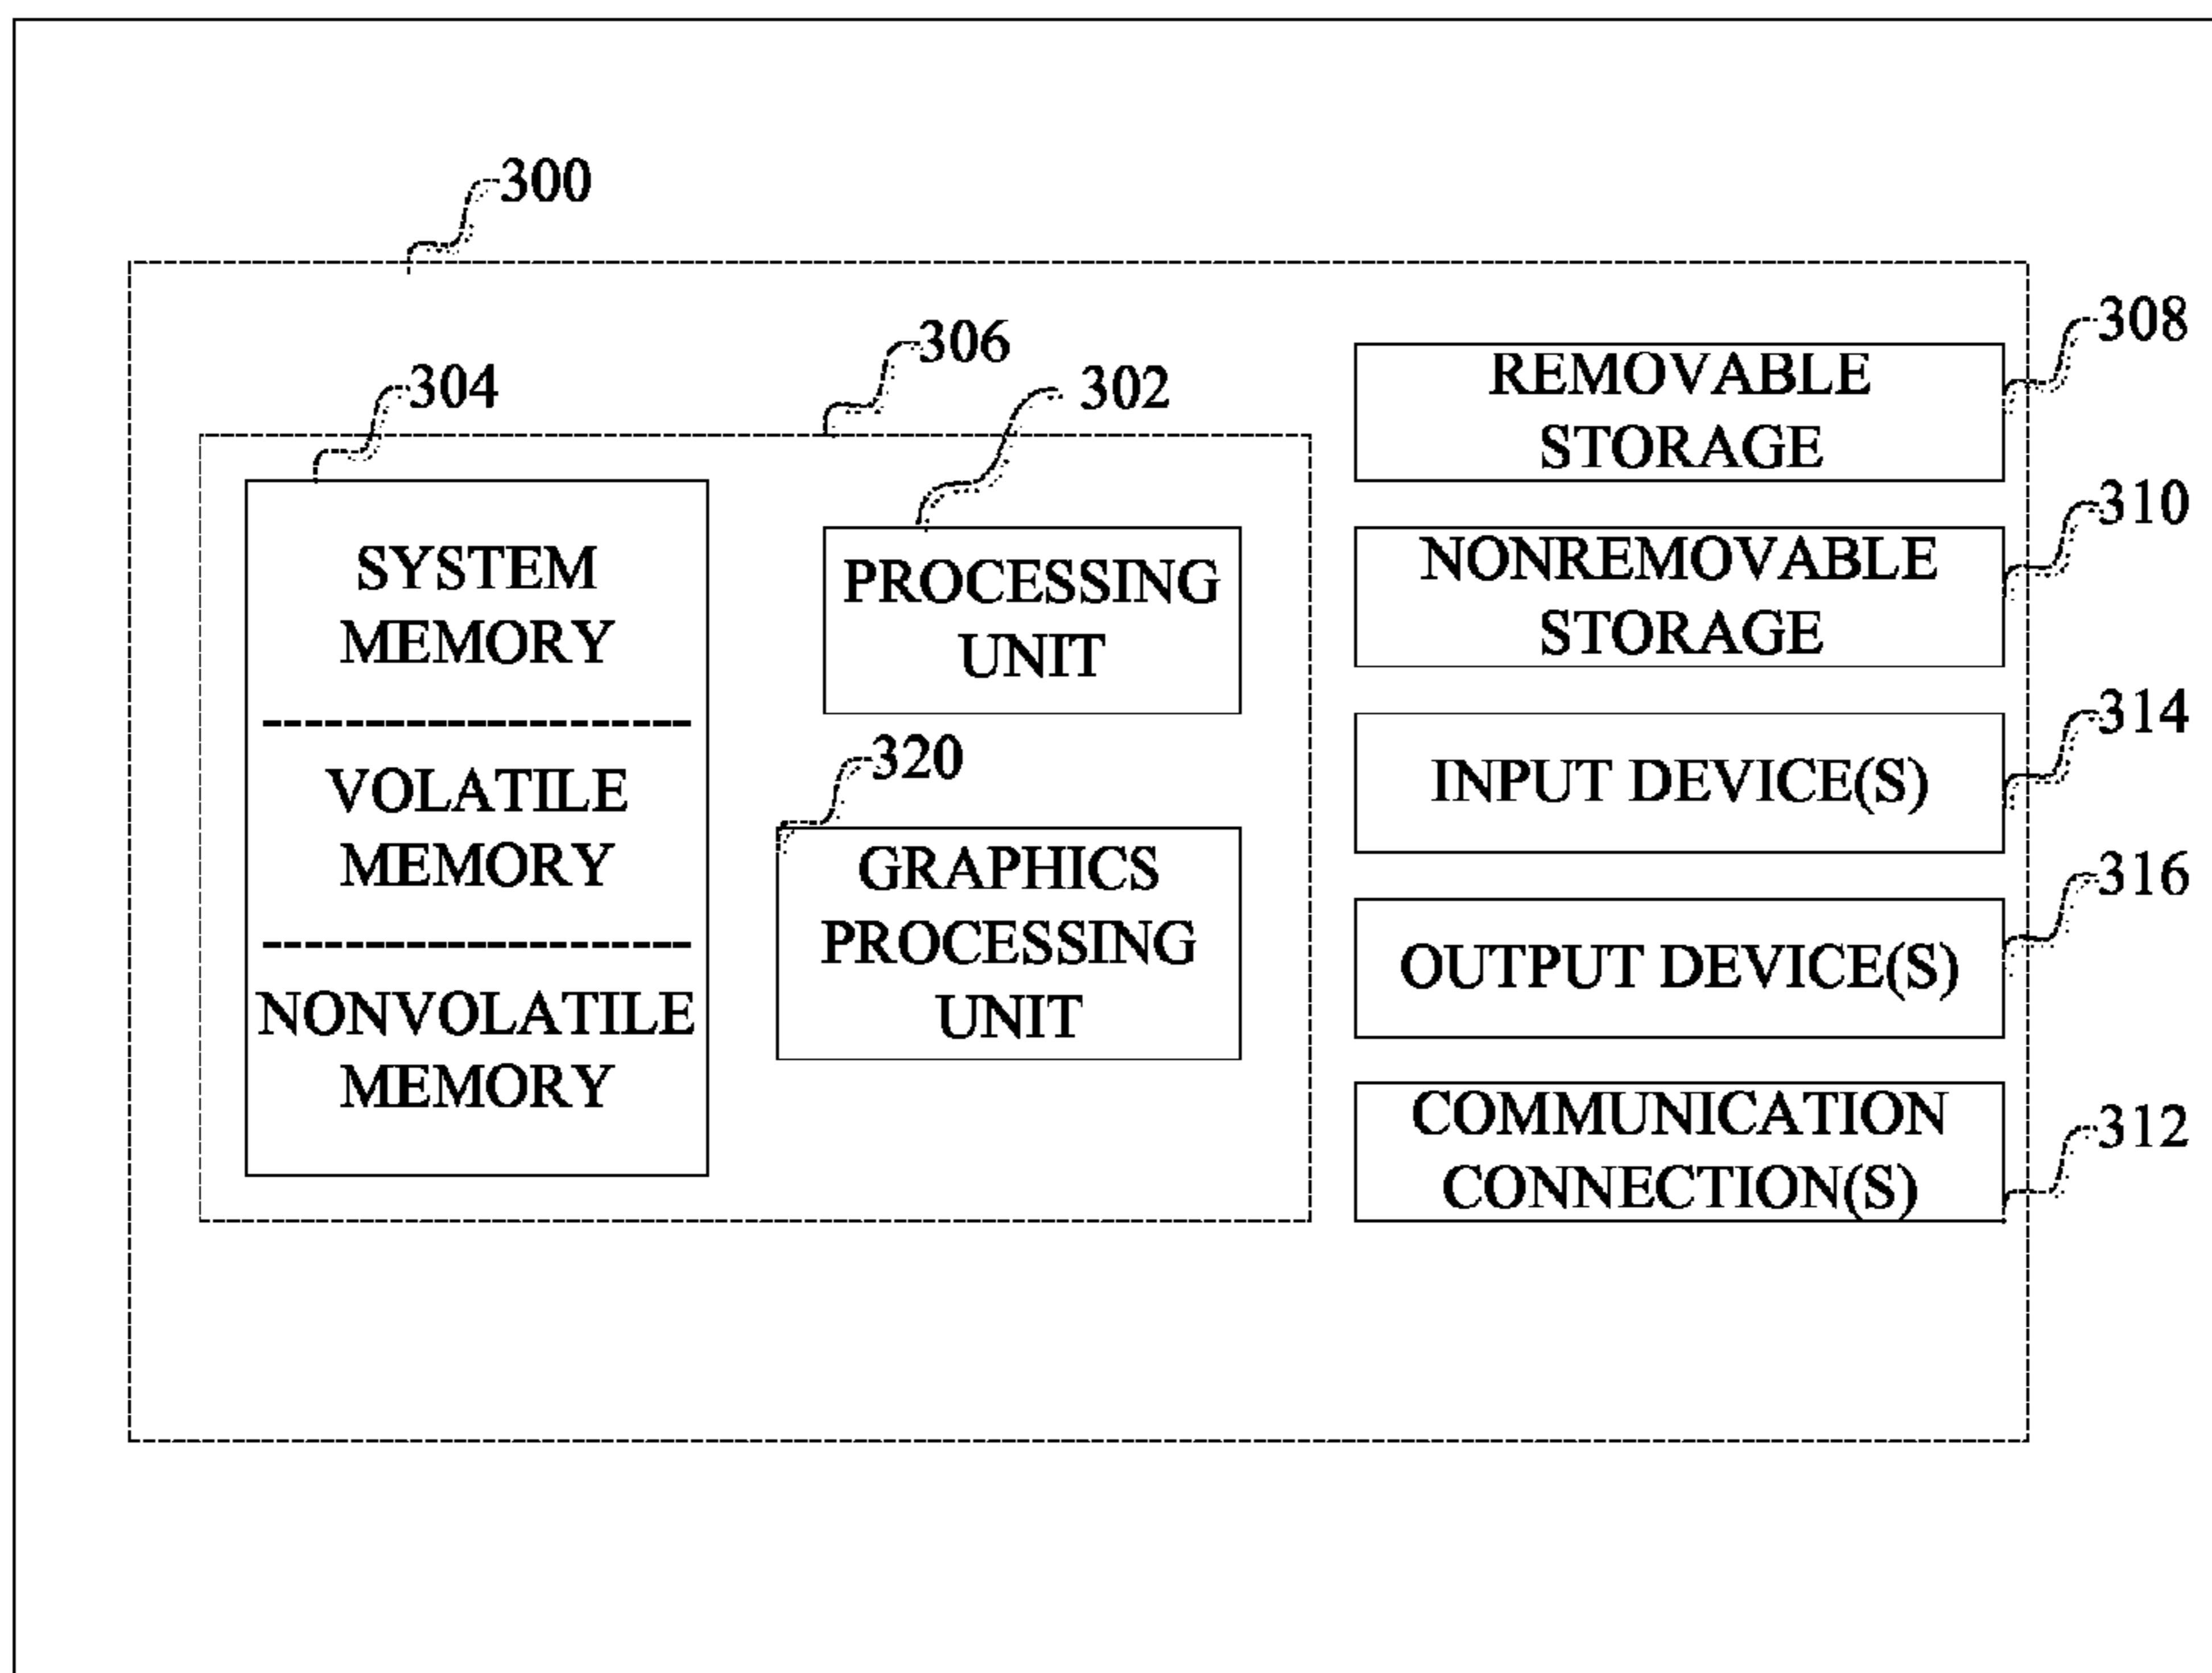 300
306
304
302
SYSTEM
MEMORY
VOLATILE
MEMORY
NONVOLATILE
MEMORY
PROCESSING
UNIT
320
GRAPHICS
PROCESSING
UNIT
308
REMOVABLE
STORAGE
310
NONREMOVABLE
STORAGE
314
INPUT DEVICE(S)
316
OUTPUT DEVICE(S)
312
COMMUNICATION
CONNECTION(S)